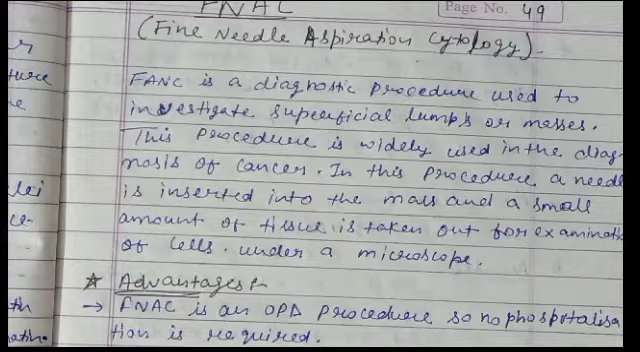 FNAC
Page No. 49
(Fine Needle Aspiration Cytology).
FANC is a diagnostic procedure used to
investigate superficial lumps or masses.
This procedure is widely used in the diag-
nosis of cancer. In this procedure a needl
is inserted into the mass and a small
amount of tissue is taken out for examinati
of cells. under a microscope.
☆ Advantages :-
→ FNAC is an OPD procedure so no phospitalisa
tion is required.